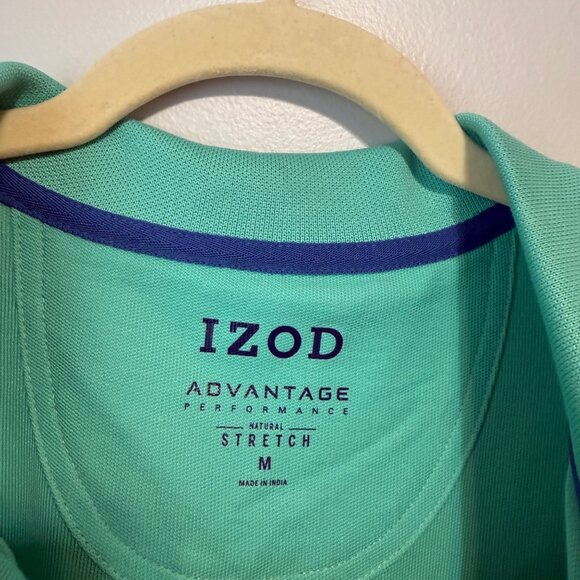 IZOD
ADVANTAGE
PERFORMANCE
NATURAL
STRETCH
M
MADE IN INDIA